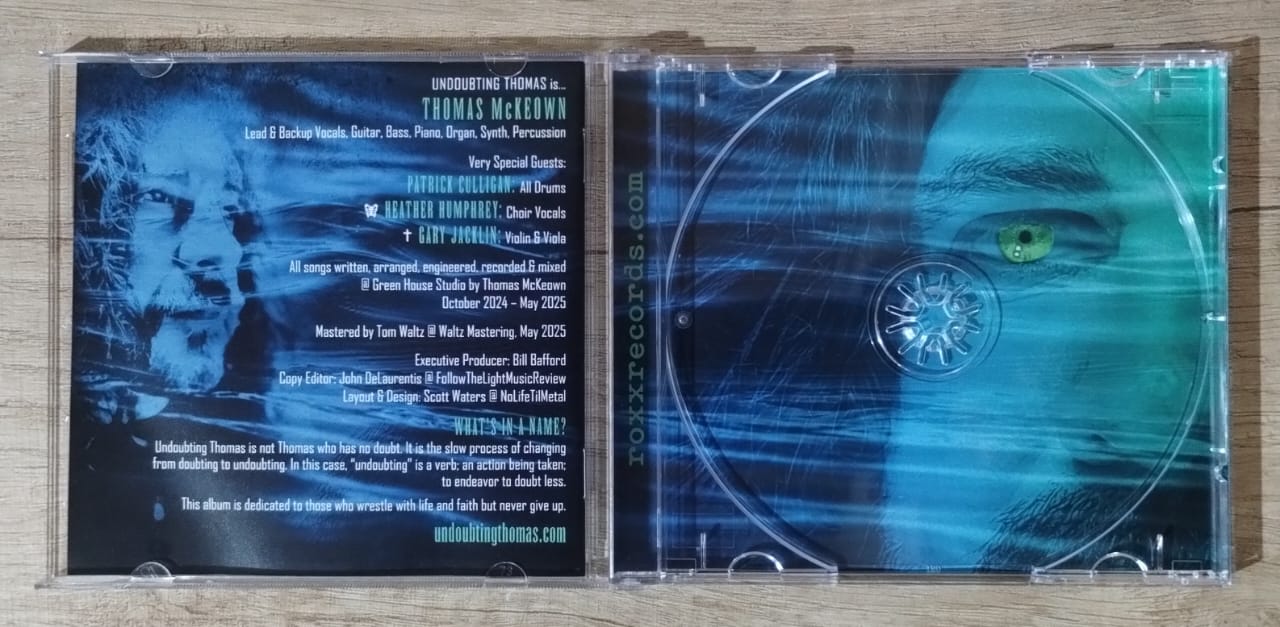 UNDOUBTING THOMAS is...
THOMAS McKEOWN
Lead & Backup Vocals, Guitar, Bass, Piano, Organ, Synth, Percussion
Very Special Guests:
PATRICK CULLIGAN: All Drums
HEATHER HUMPHREY: Choir Vocals
✝ GARY JACKLIN: Violin & Viola
All songs written, arranged, engineered, recorded & mixed
@ Green House Studio by Thomas McKeown
October 2024 – May 2025
Mastered by Tom Waltz @ Waltz Mastering, May 2025
Executive Producer: Bill Bafford
Copy Editor: John DeLaurentis @ FollowTheLightMusicReview
Layout & Design: Scott Waters @ NoLifeTilMetal
WHAT'S IN A NAME?
Undoubting Thomas is not Thomas who has no doubt. It is the slow process of changing
from doubting to undoubting. In this case, "undoubting" is a verb; an action being taken;
to endeavor to doubt less.
This album is dedicated to those who wrestle with life and faith but never give up.
undoubtingthomas.com
roxxrecords.com